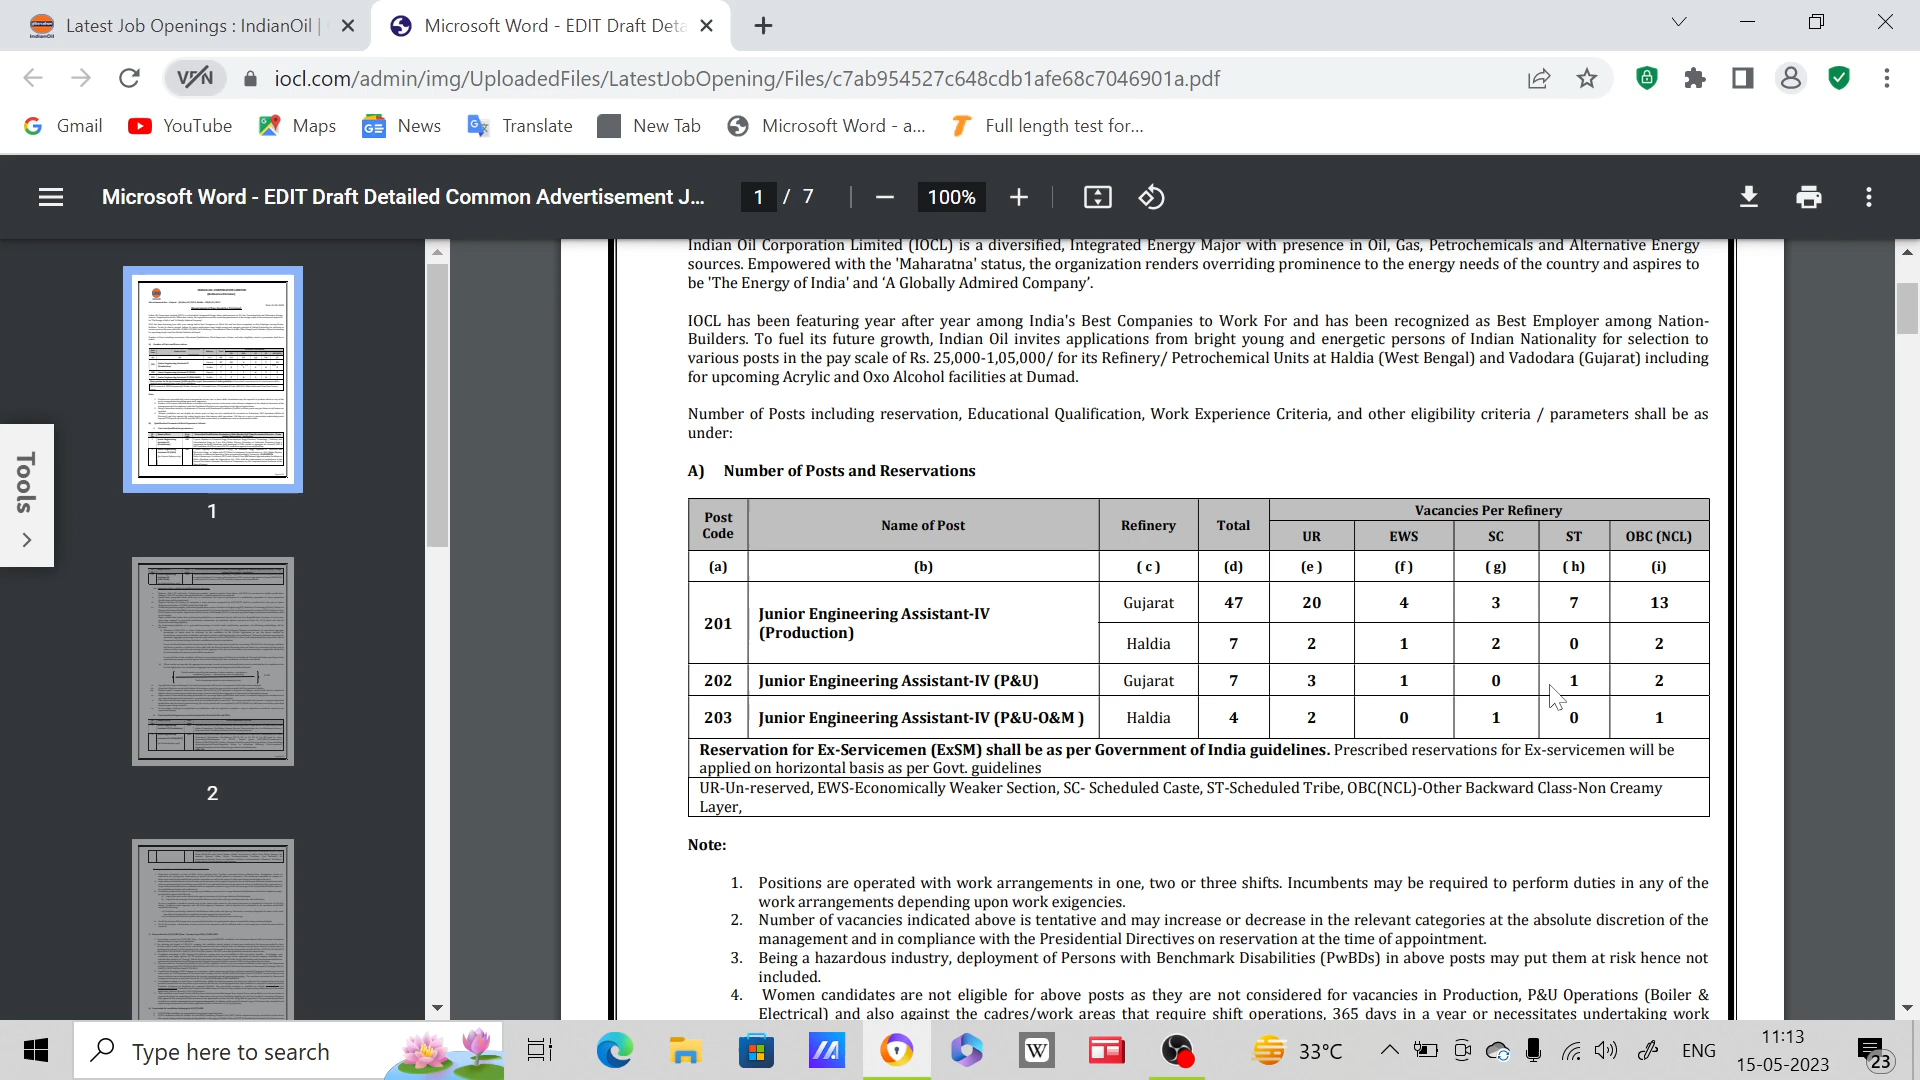 Latest Job Openings : IndianOil |
Microsoft Word - EDIT Draft Deta
VPN
iocl.com/admin/img/UploadedFiles/LatestJobOpening/Files/c7ab954527c648cdb1afe68c7046901a.pdf
Gmail YouTube Maps News Translate New Tab Microsoft Word - a... Full length test for...
Microsoft Word - EDIT Draft Detailed Common Advertisement J... 1 / 7 100%
Tools
1
2
Indian Oil Corporation Limited (IOCL) is a diversified, Integrated Energy Major with presence in Oil, Gas, Petrochemicals and Alternative Energy
sources. Empowered with the 'Maharatna' status, the organization renders overriding prominence to the energy needs of the country and aspires to
be 'The Energy of India' and ‘A Globally Admired Company’.
IOCL has been featuring year after year among India's Best Companies to Work For and has been recognized as Best Employer among Nation-
Builders. To fuel its future growth, Indian Oil invites applications from bright young and energetic persons of Indian Nationality for selection to
various posts in the pay scale of Rs. 25,000-1,05,000/ for its Refinery/ Petrochemical Units at Haldia (West Bengal) and Vadodara (Gujarat) including
for upcoming Acrylic and Oxo Alcohol facilities at Dumad.
Number of Posts including reservation, Educational Qualification, Work Experience Criteria, and other eligibility criteria / parameters shall be as
under:
A) Number of Posts and Reservations
Post Code Name of Post Refinery Total Vacancies Per Refinery
UR EWS SC ST OBC (NCL)
(a) (b) ( c ) (d) (e ) (f ) ( g) ( h) (i)
201 Junior Engineering Assistant-IV (Production) Gujarat 47 20 4 3 7 13
Haldia 7 2 1 2 0 2
202 Junior Engineering Assistant-IV (P&U) Gujarat 7 3 1 0 1 2
203 Junior Engineering Assistant-IV (P&U-O&M ) Haldia 4 2 0 1 0 1
Reservation for Ex-Servicemen (ExSM) shall be as per Government of India guidelines. Prescribed reservations for Ex-servicemen will be
applied on horizontal basis as per Govt. guidelines
UR-Un-reserved, EWS-Economically Weaker Section, SC- Scheduled Caste, ST-Scheduled Tribe, OBC(NCL)-Other Backward Class-Non Creamy
Layer,
Note:
1. Positions are operated with work arrangements in one, two or three shifts. Incumbents may be required to perform duties in any of the
work arrangements depending upon work exigencies.
2. Number of vacancies indicated above is tentative and may increase or decrease in the relevant categories at the absolute discretion of the
management and in compliance with the Presidential Directives on reservation at the time of appointment.
3. Being a hazardous industry, deployment of Persons with Benchmark Disabilities (PwBDs) in above posts may put them at risk hence not
included.
4. Women candidates are not eligible for above posts as they are not considered for vacancies in Production, P&U Operations (Boiler &
Electrical) and also against the cadres/work areas that require shift operations, 365 days in a year or necessitates undertaking work
Type here to search
33°C
ENG
11:13
15-05-2023
23